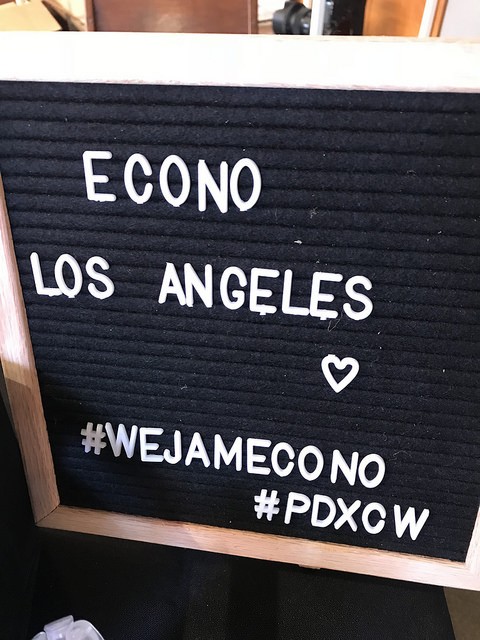 ECONO
LOS ANGELES
♡
#WEJAMECONO
#PDXCW